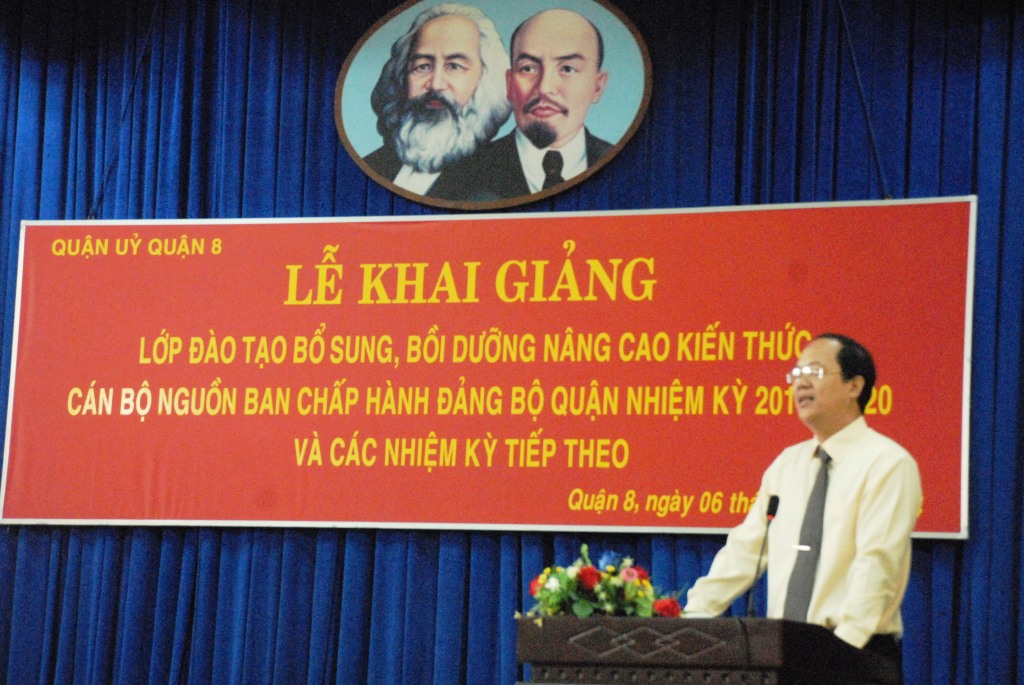 QUẬN UỶ QUẬN 8
LỄ KHAI GIẢNG
LỚP ĐÀO TẠO BỔ SUNG, BỒI DƯỠNG NÂNG CAO KIẾN THỨC
CÁN BỘ NGUỒN BAN CHẤP HÀNH ĐẢNG BỘ QUẬN NHIỆM KỲ
VÀ CÁC NHIỆM KỲ TIẾP THEO
Quận 8, ngày 06